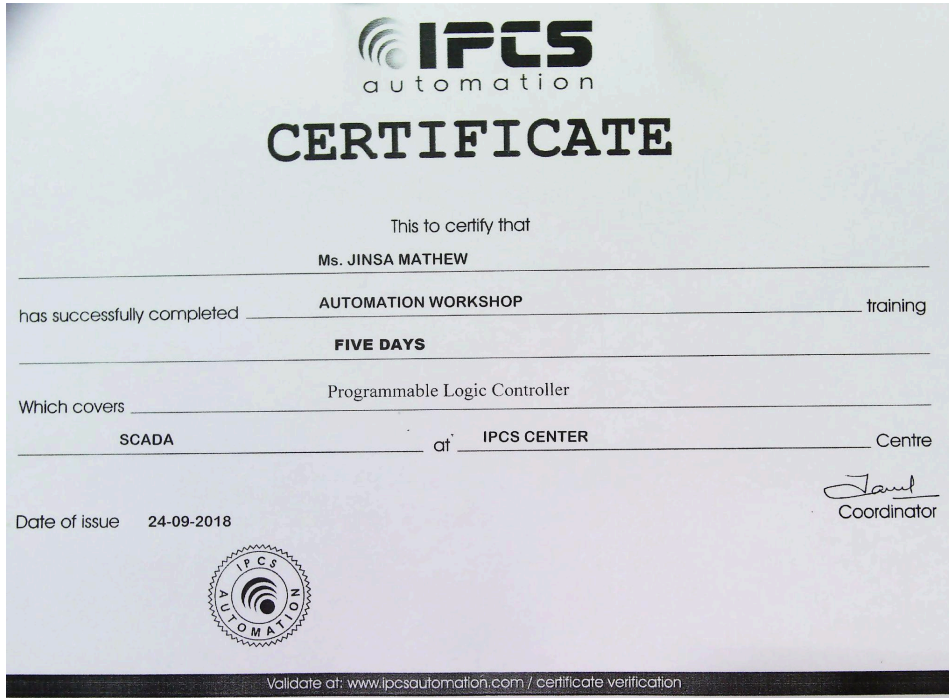 IPCS
automation
CERTIFICATE
This to certify that
Ms. JINSA MATHEW
has successfully completed AUTOMATION WORKSHOP training
FIVE DAYS
Which covers Programmable Logic Controller
SCADA at IPCS CENTER Centre
Coordinator
Date of issue 24-09-2018
IPCS
AUTOMATION
Validate at: www.ipcsautomation.com / certificate verification